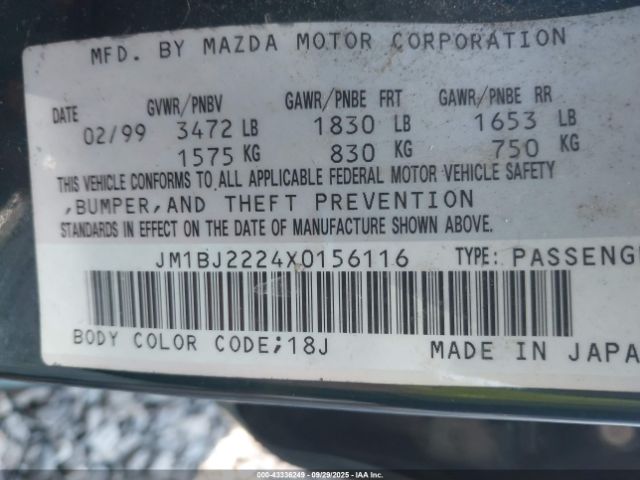 MFD. BY MAZDA MOTOR CORPORATION
DATE GVWR/PNBV GAWR/PNBE FRT GAWR/PNBE RR
02/99 3472 LB 1830 LB 1653 LB
1575 KG 830 KG 750 KG
THIS VEHICLE CONFORMS TO ALL APPLICABLE FEDERAL MOTOR VEHICLE SAFETY
,BUMPER,AND THEFT PREVENTION
STANDARDS IN EFFECT ON THE DATE OF MANUFACTURE SHOWN ABOVE.
JM1BJ2224X0156116 TYPE: PASSENG
BODY COLOR CODE;18J MADE IN JAPA
000-43336249 - 09/29/2025 - IAAI.com